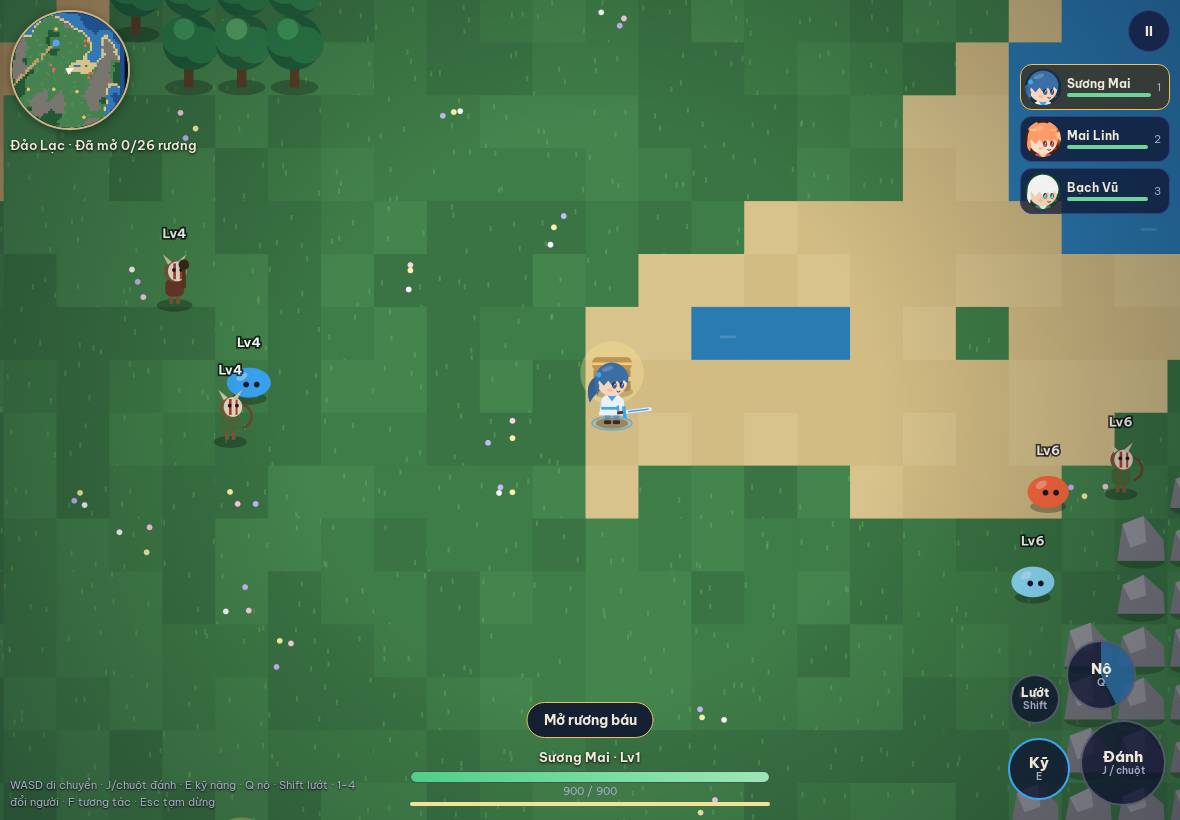 Sương Mai
1
Mai Linh
2
Bạch Vũ
3
Đảo Lạc · Đã mở 0/26 rương
Lv4
Lv4
Lv4
Lv6
Lv6
Lv6
Nộ
Q
Lướt
Shift
Mở rương báu
Sương Mai · Lv1
Đánh
J / chuột
Kỹ
E
900 / 900
WASD di chuyển · J/chuột đánh · E kỹ năng · Q nộ · Shift lướt · 1-4
đổi người · F tương tác · Esc tạm dừng